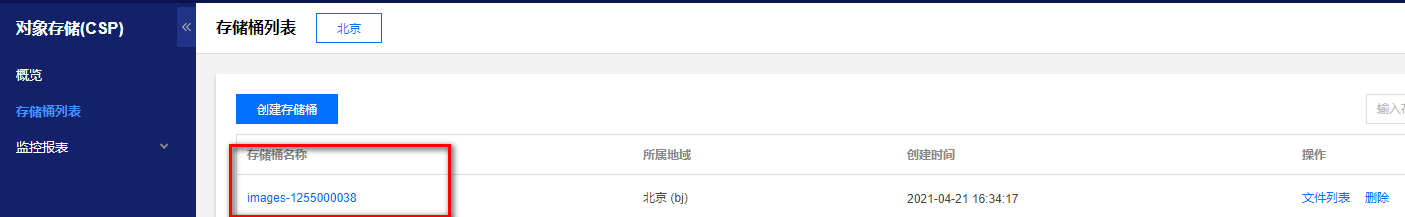 对象存储(CSP)
«
概览
存储桶列表
监控报表
存储桶列表 北京
创建存储桶
存储桶名称 所属地域 创建时间 操作
images-1255000038 北京 (bj) 2021-04-21 16:34:17 文件列表 删除